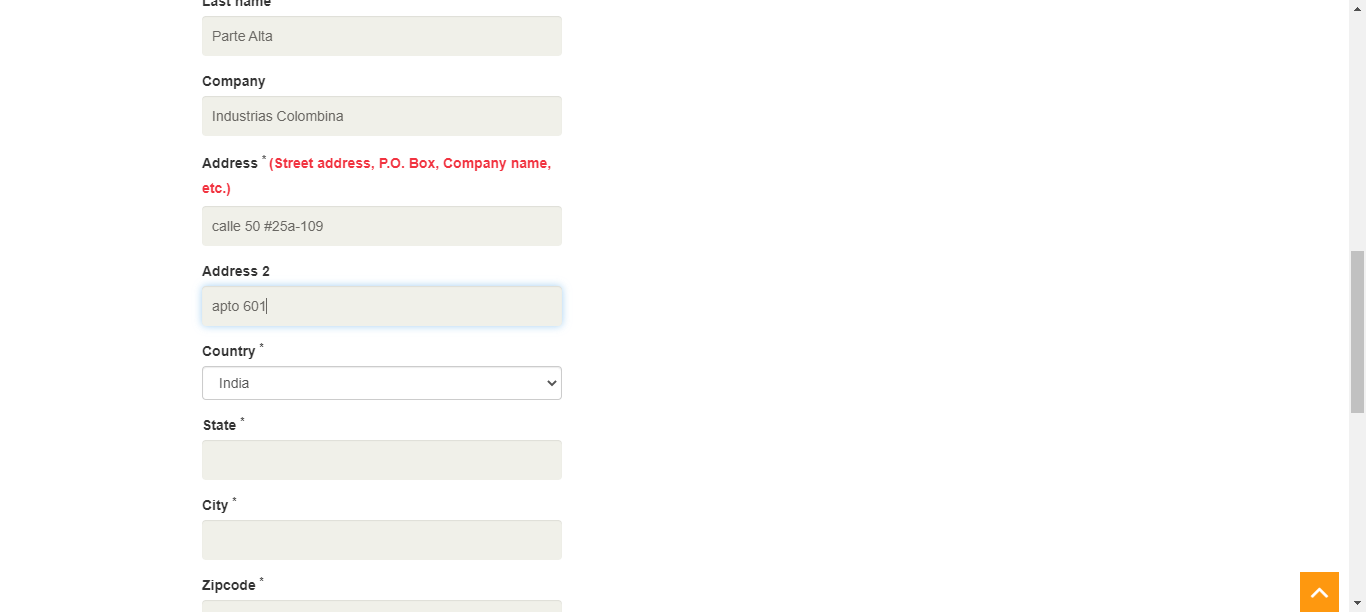 Last name
Parte Alta
Company
Industrias Colombina
Address * (Street address, P.O. Box, Company name,
etc.)
calle 50 #25a-109
Address 2
apto 601
Country *
India
State *
City *
Zipcode *